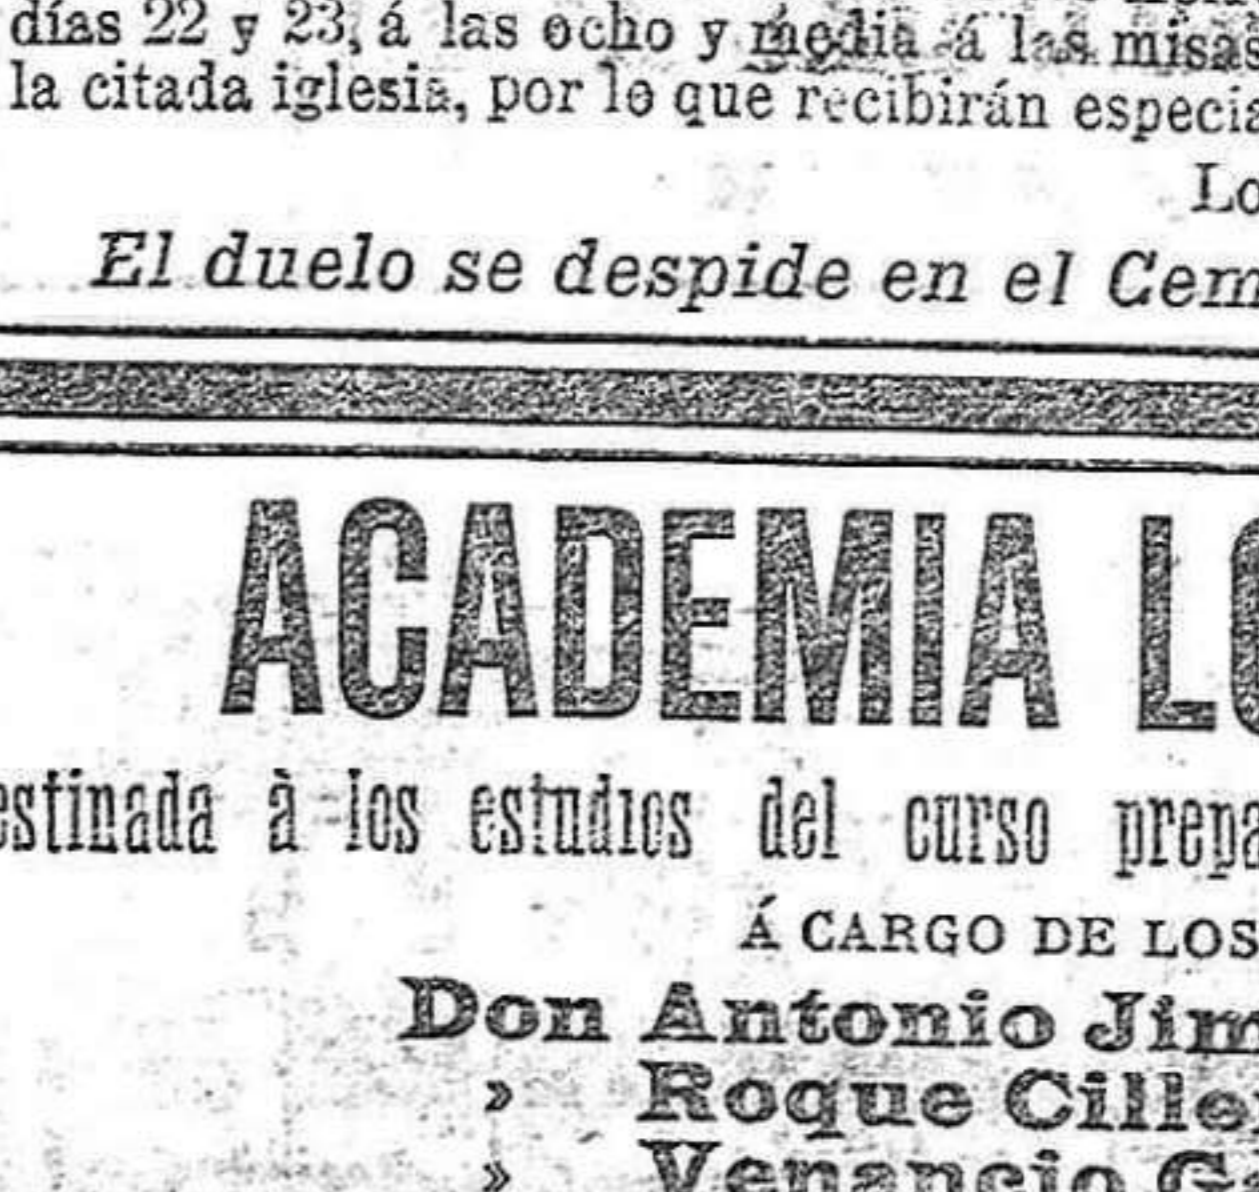 días 22 y 23, á las ocho y media á las misas
la citada iglesia, por lo que recibirán especia
Lo
El duelo se despide en el Cem
ACADEMIA LO
estinada à los estudios del curso prepa
Á CARGO DE LOS
Don Antonio Jim
» Roque Cille
» Venancio G